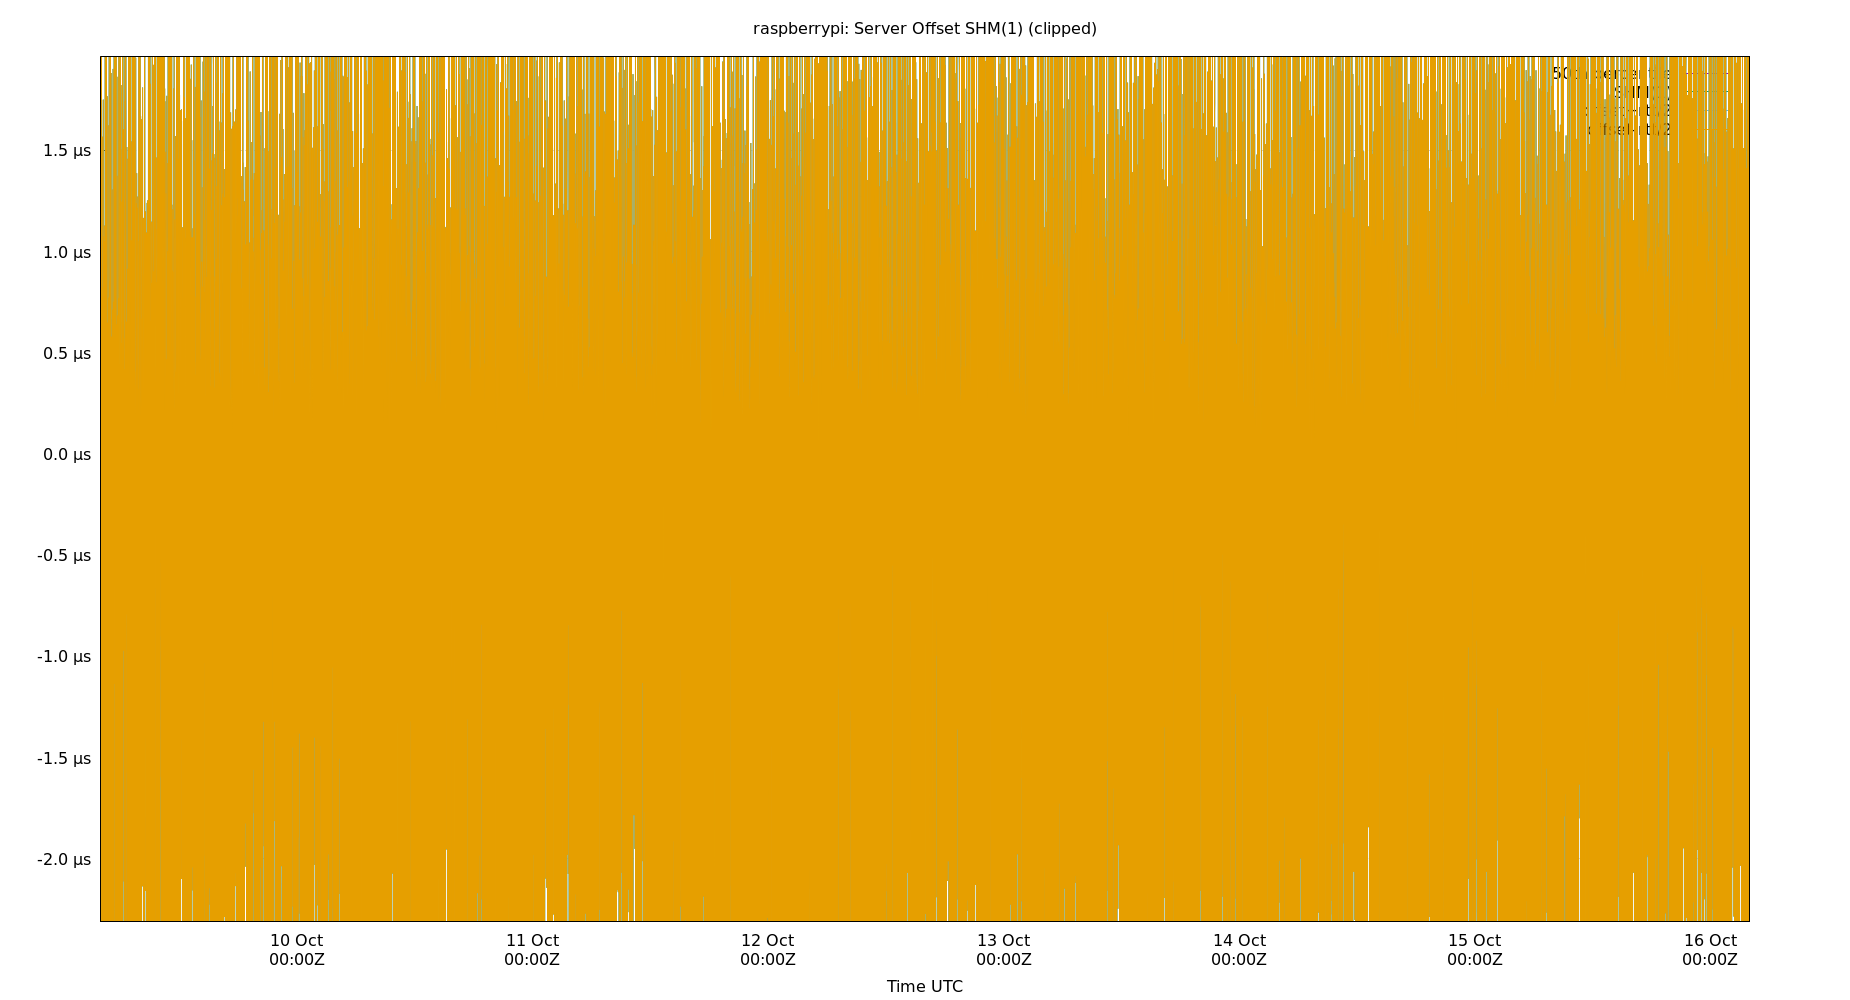 raspberrypi: Server Offset SHM(1) (clipped)
1.5 µs
1.0 µs
0.5 µs
0.0 µs
-0.5 µs
-1.0 µs
-1.5 µs
-2.0 µs
10 Oct
00:00Z
11 Oct
00:00Z
12 Oct
00:00Z
13 Oct
00:00Z
14 Oct
00:00Z
15 Oct
00:00Z
16 Oct
00:00Z
Time UTC